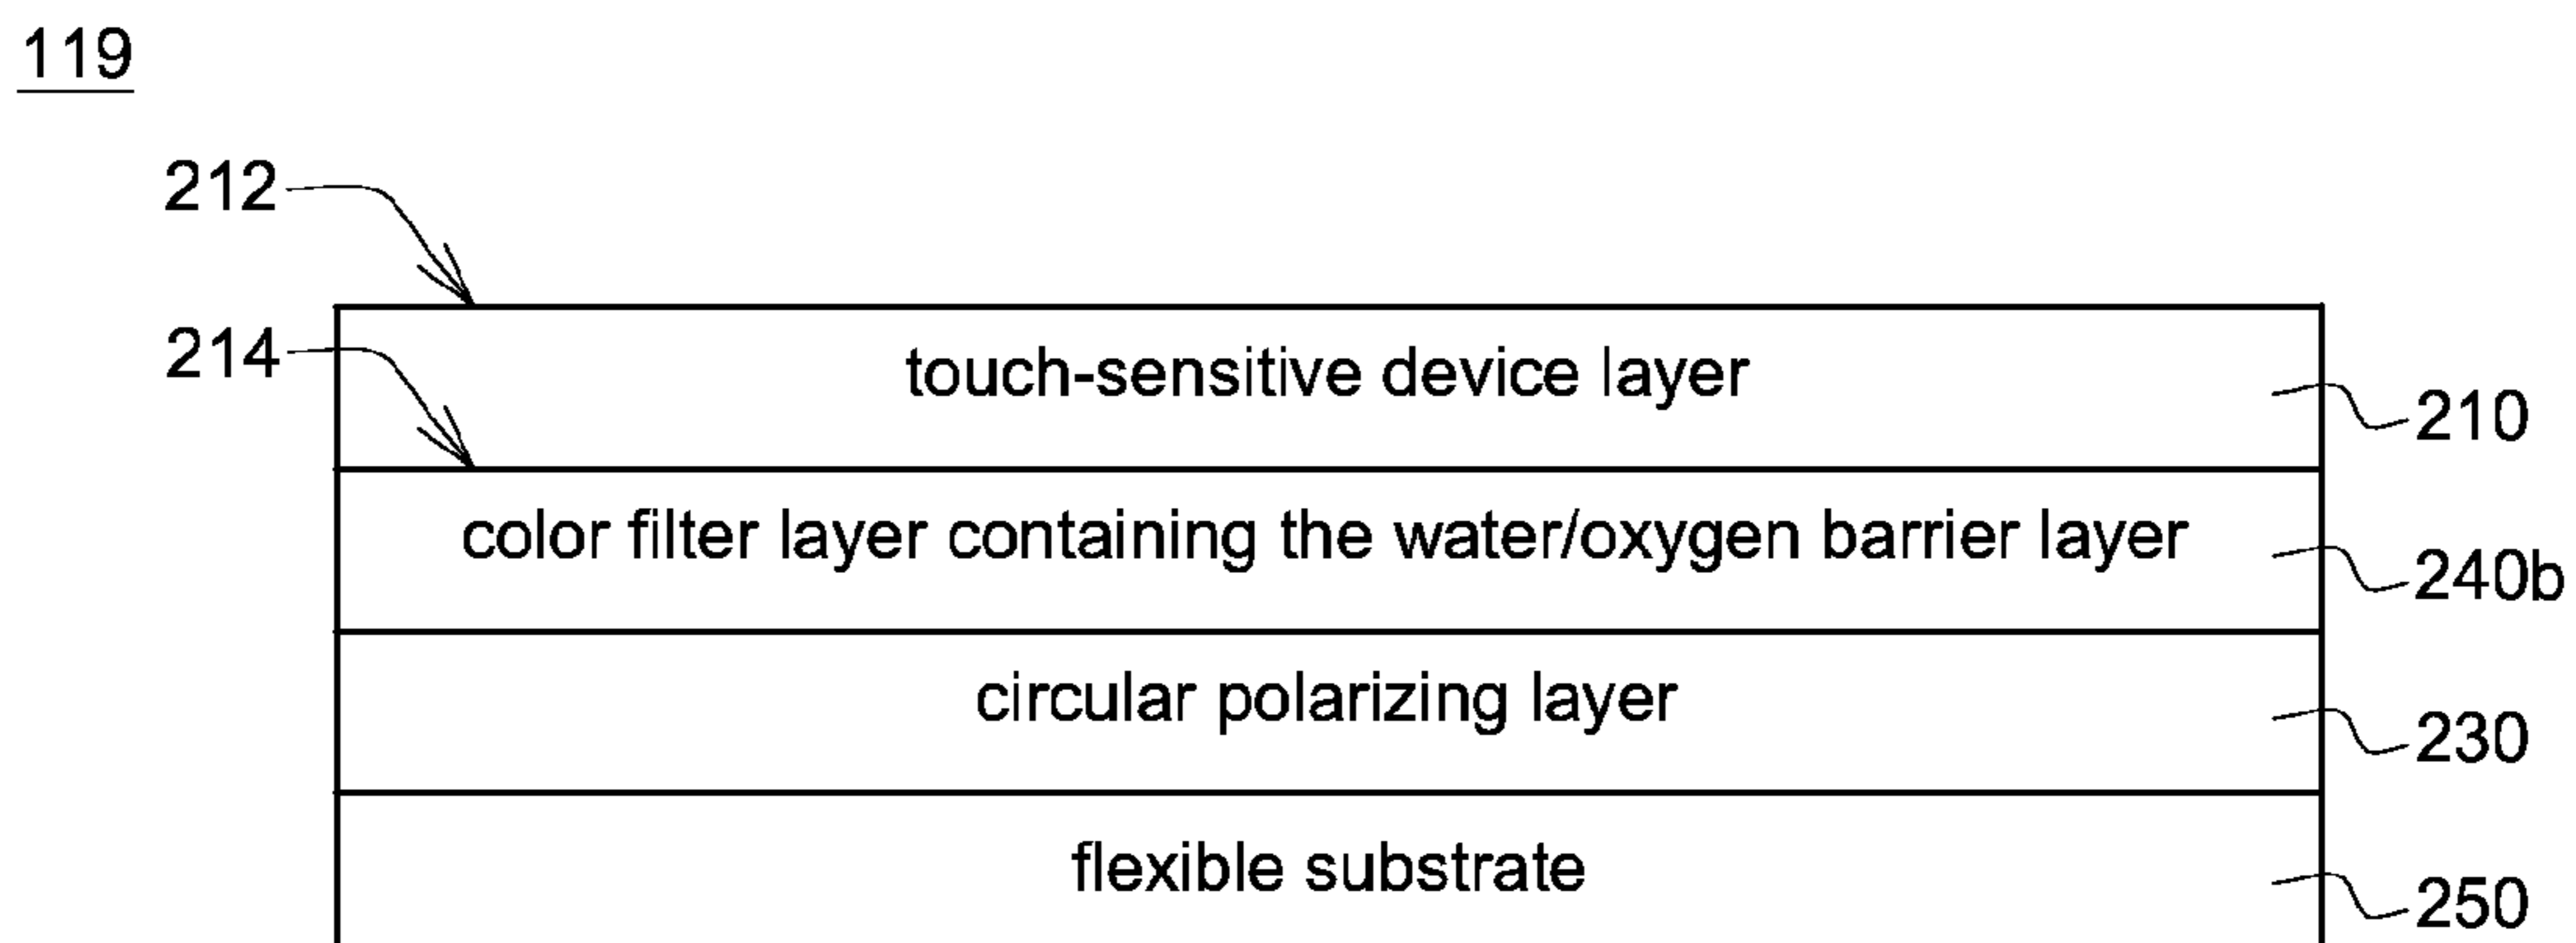 119
212
214
touch-sensitive device layer
210
color filter layer containing the water/oxygen barrier layer
240b
circular polarizing layer
230
flexible substrate
250